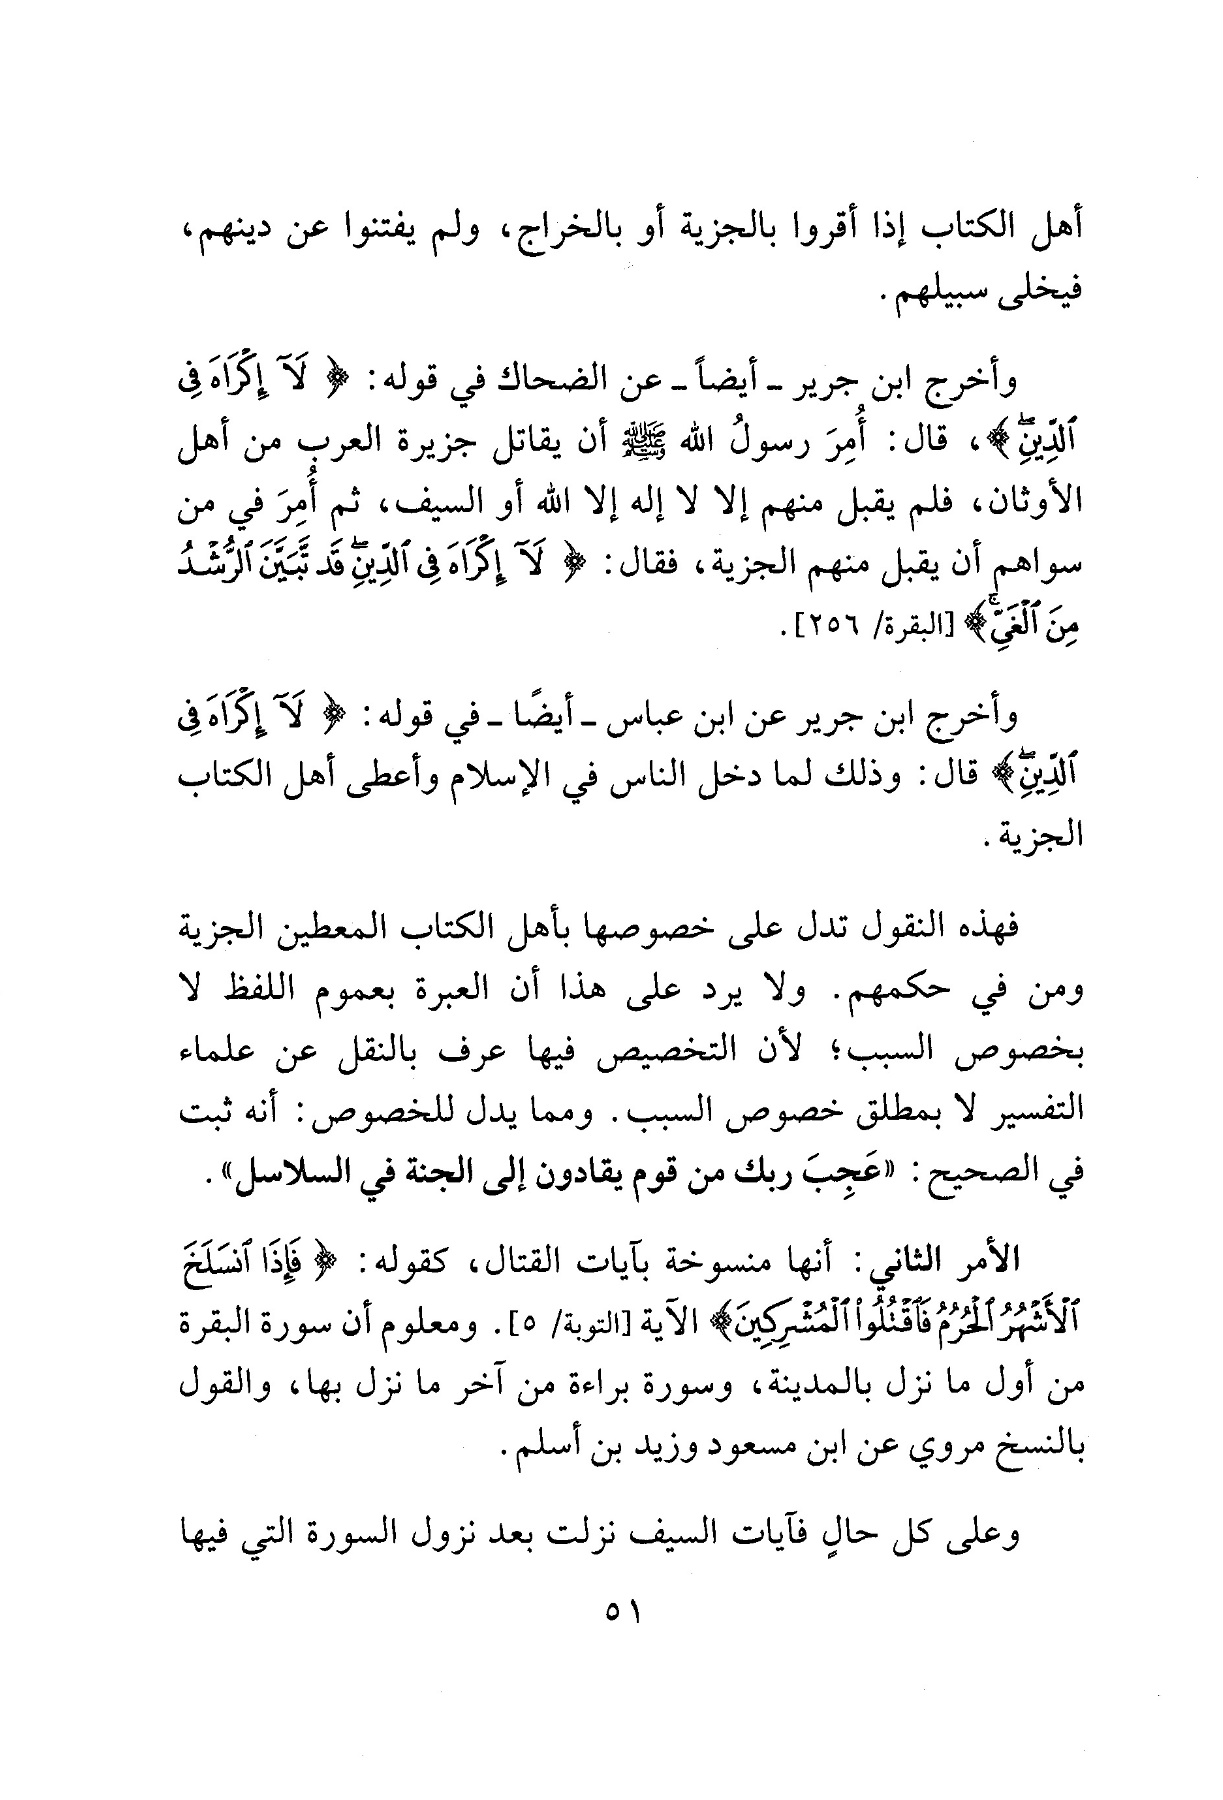 أهل الكتاب إذا أقروا بالجزية أو بالخراج، ولم يفتنوا عن دينهم،
فيخلى سبيلهم.
وأخرج ابن جرير ـ أيضاً ـ عن الضحاك في قوله: ﴿ لَآ إِكْرَاهَ فِى
ٱلدِّينِۖ ﴾، قال: أُمِرَ رسولُ الله ﷺ أن يقاتل جزيرة العرب من أهل
الأوثان، فلم يقبل منهم إلا لا إله إلا الله أو السيف، ثم أُمِرَ في من
سواهم أن يقبل منهم الجزية، فقال: ﴿ لَآ إِكْرَاهَ فِى ٱلدِّينِۖ قَد تَّبَيَّنَ ٱلرُّشْدُ
مِنَ ٱلْغَىِّۚ ﴾ [البقرة/ ٢٥٦].
وأخرج ابن جرير عن ابن عباس ـ أيضًا ـ في قوله: ﴿ لَآ إِكْرَاهَ فِى
ٱلدِّينِۖ ﴾ قال: وذلك لما دخل الناس في الإسلام وأعطى أهل الكتاب
الجزية.
فهذه النقول تدل على خصوصها بأهل الكتاب المعطين الجزية
ومن في حكمهم. ولا يرد على هذا أن العبرة بعموم اللفظ لا
بخصوص السبب؛ لأن التخصيص فيها عرف بالنقل عن علماء
التفسير لا بمطلق خصوص السبب. ومما يدل للخصوص: أنه ثبت
في الصحيح: «عَجِبَ ربك من قوم يقادون إلى الجنة في السلاسل».
الأمر الثاني: أنها منسوخة بآيات القتال، كقوله: ﴿ فَإِذَا ٱنسَلَخَ
ٱلْأَشْهُرُ ٱلْحُرُمُ فَٱقْتُلُوا۟ ٱلْمُشْرِكِينَ ﴾ الآية [التوبة/ ٥]. ومعلوم أن سورة البقرة
من أول ما نزل بالمدينة، وسورة براءة من آخر ما نزل بها، والقول
بالنسخ مروي عن ابن مسعود وزيد بن أسلم.
وعلى كل حالٍ فآيات السيف نزلت بعد نزول السورة التي فيها
٥١